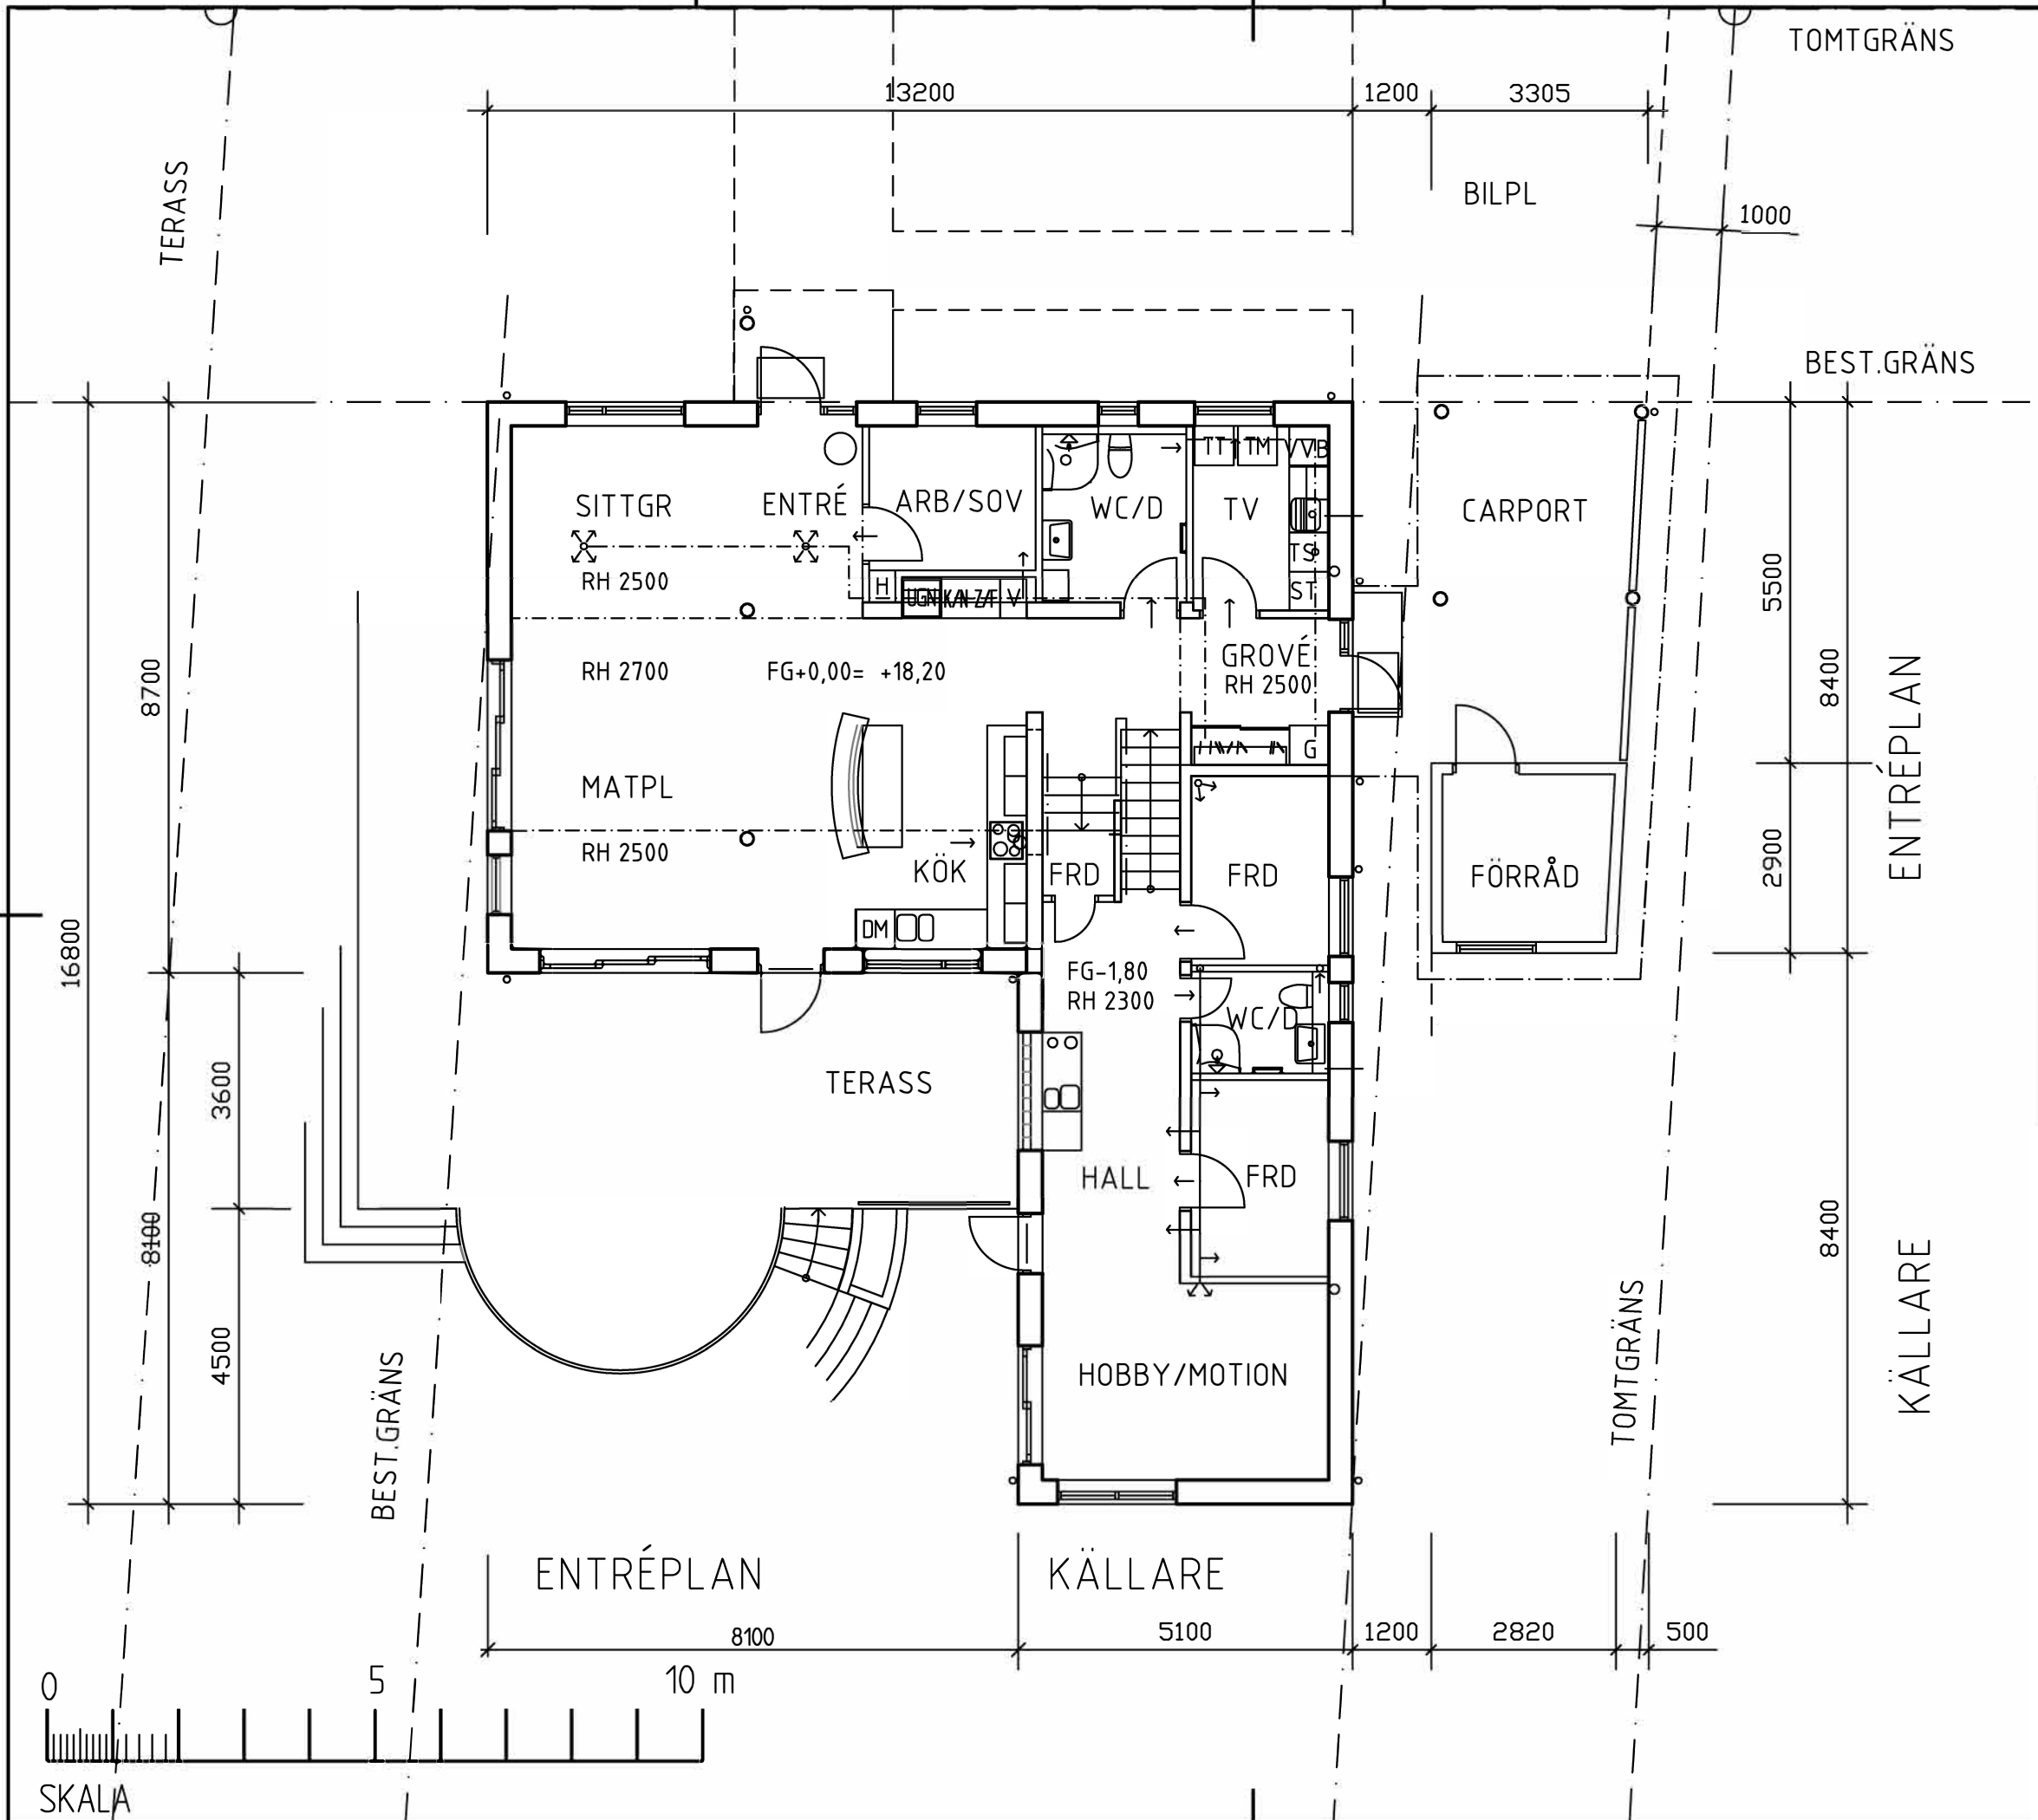 TOMTGRÄNS
13200
1200
3305
TERASS
BILPL
1000
BEST.GRÄNS
TT
TM
VVB
SITTGR
ENTRÉ
ARB/SOV
WC/D
TV
CARPORT
TS
5500
RH 2500
H
UGN
K/N
Z/F
V
ST
8700
RH 2700
FG+0,00= +18,20
GROVÉ
RH 2500
8400
ENTRÉPLAN
G
MATPL
RH 2500
KÖK
FRD
FRD
FÖRRÅD
2900
DM
16800
FG-1,80
RH 2300
WC/D
3600
TERASS
HALL
FRD
8100
8400
KÄLLARE
4500
BEST.GRÄNS
HOBBY/MOTION
TOMTGRÄNS
ENTRÉPLAN
KÄLLARE
8100
5100
1200
2820
500
0
5
10 m
SKALA